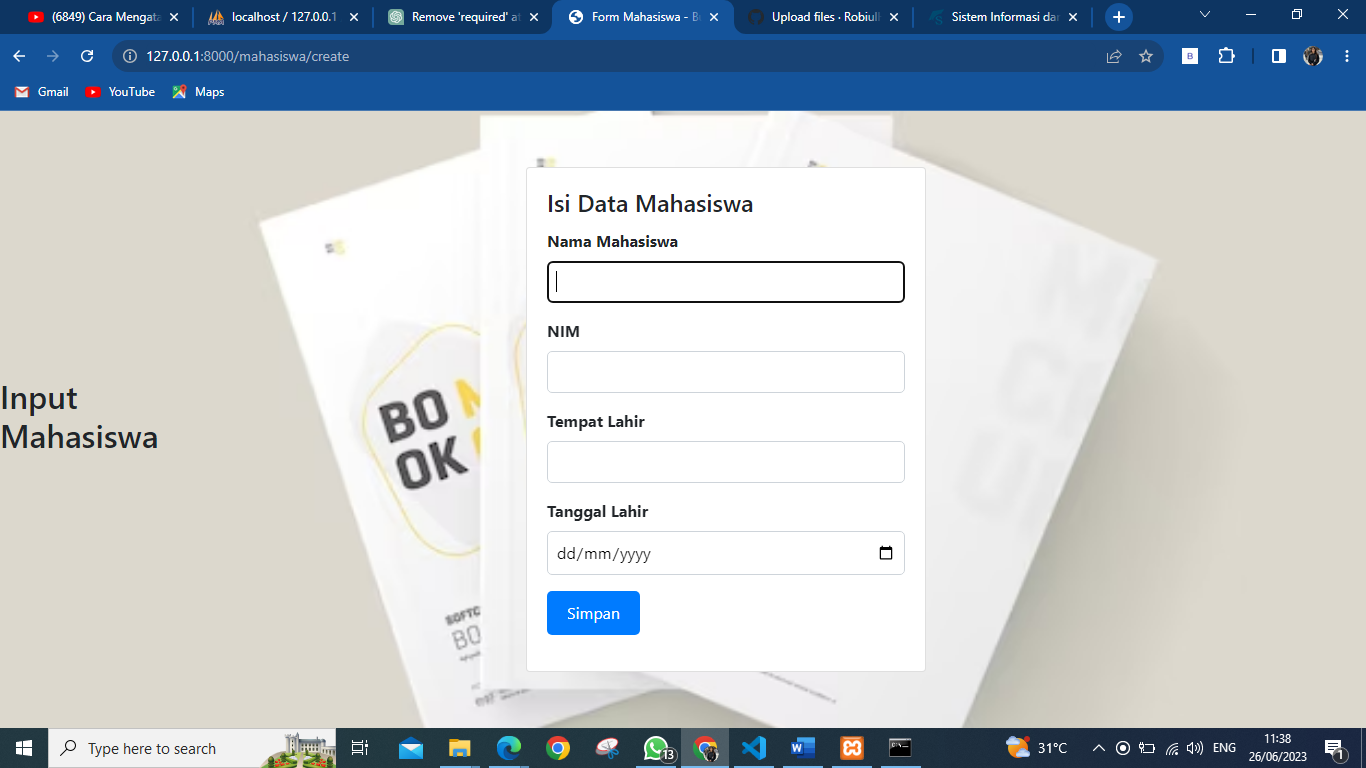 (6849) Cara Mengata
localhost / 127.0.0.1
Remove 'required' at
Form Mahasiswa - B
Upload files · Robiul
Sistem Informasi da
127.0.0.1:8000/mahasiswa/create
Gmail
YouTube
Maps
Isi Data Mahasiswa
Nama Mahasiswa
NIM
Tempat Lahir
Tanggal Lahir
dd/mm/yyyy
Simpan
Input
Mahasiswa
BO
OK
SOFTC
BO
Type here to search
13
31°C
ENG
11:38
26/06/2023
1